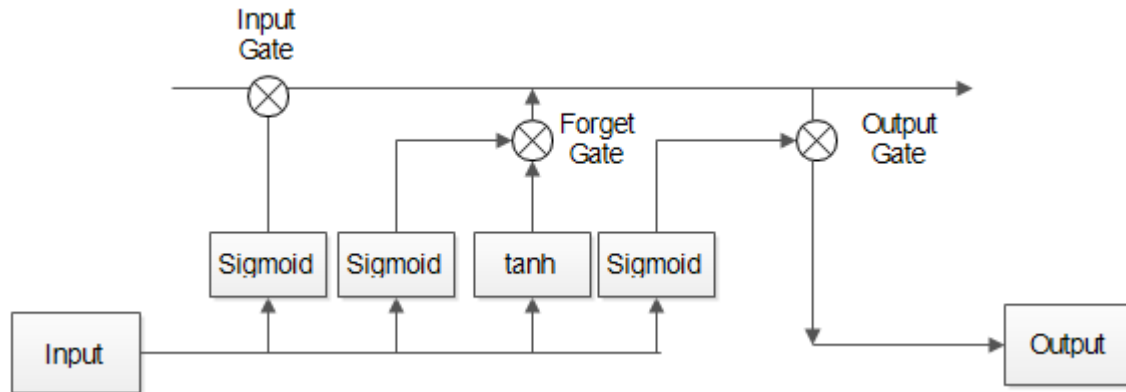 Input
Gate
Forget
Gate
Output
Gate
Sigmoid
Sigmoid
tanh
Sigmoid
Input
Output